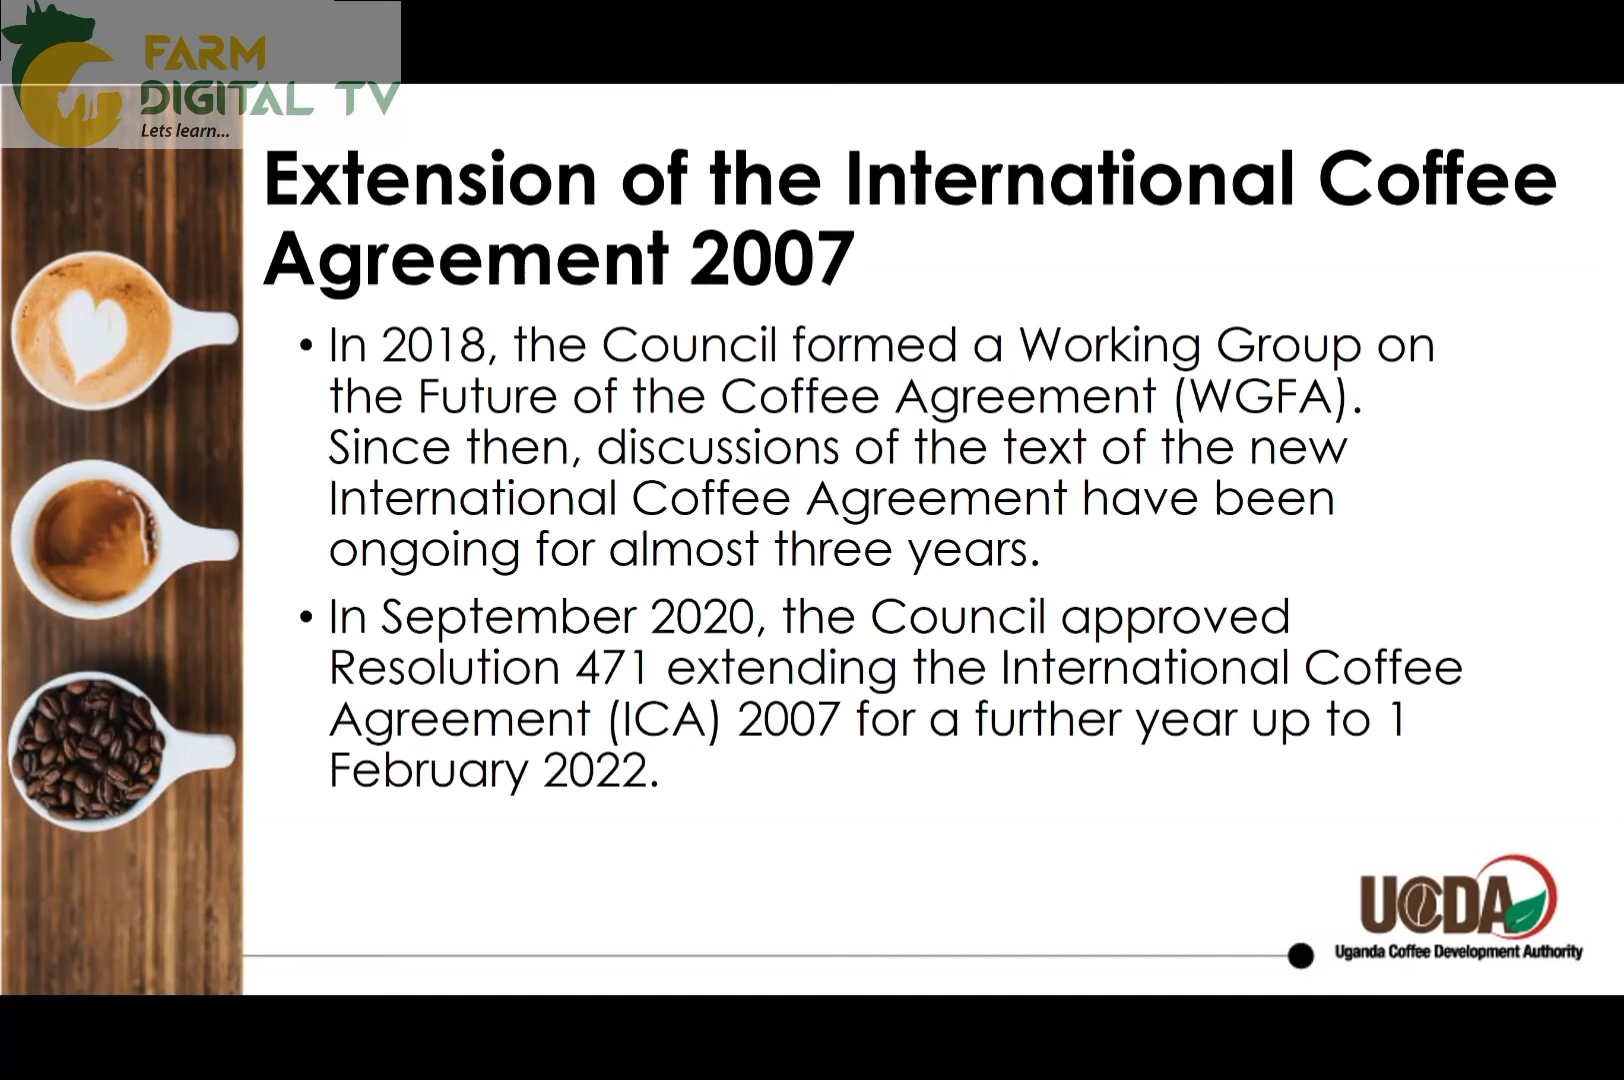 FARM
DIGITAL TV
Lets learn...
Extension of the International Coffee
Agreement 2007
• In 2018, the Council formed a Working Group on
the Future of the Coffee Agreement (WGFA).
Since then, discussions of the text of the new
International Coffee Agreement have been
ongoing for almost three years.
• In September 2020, the Council approved
Resolution 471 extending the International Coffee
Agreement (ICA) 2007 for a further year up to 1
February 2022.
UCDA
Uganda Coffee Development Authority